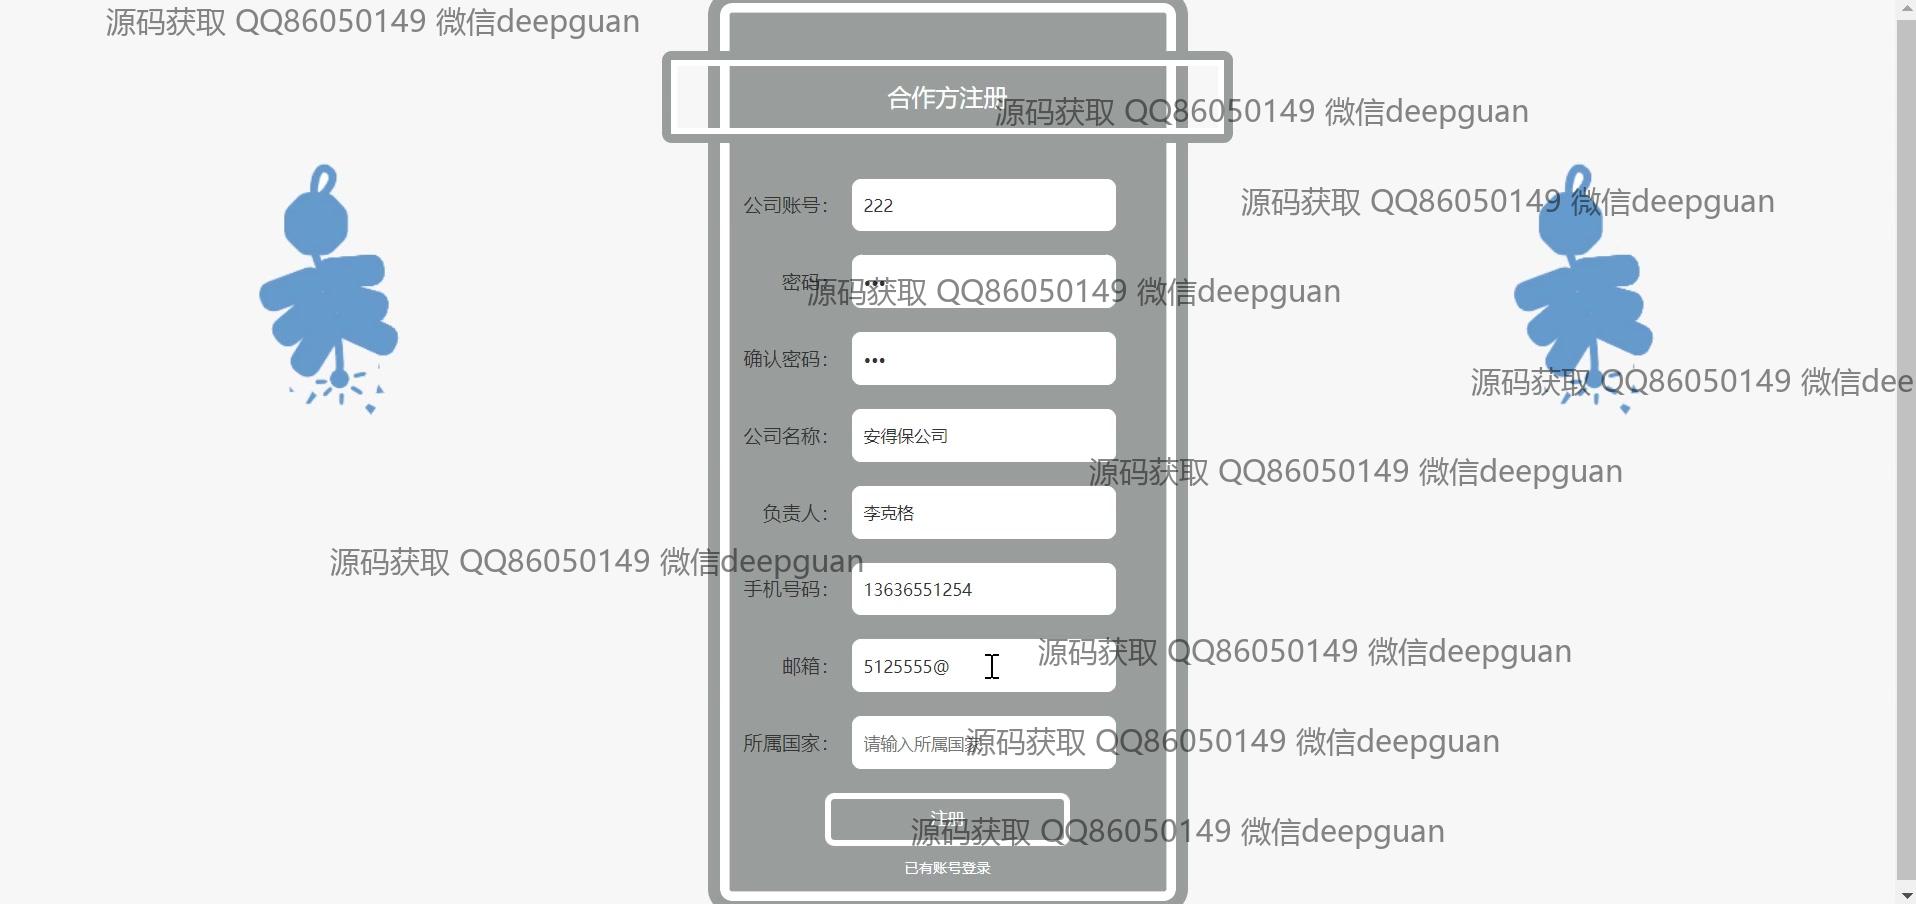 源码获取 QQ86050149 微信deepguan
合作方注册
源码获取 QQ86050149 微信deepguan
源码获取 QQ86050149 微信deepguan
公司账号： 222
密码： •••
源码获取 QQ86050149 微信deepguan
确认密码： •••
源码获取 QQ86050149 微信dee
公司名称： 安得保公司
源码获取 QQ86050149 微信deepguan
负责人： 李克格
源码获取 QQ86050149 微信deepguan
手机号码： 13636551254
源码获取 QQ86050149 微信deepguan
邮箱： 5125555@
所属国家： 请输入所属国家
源码获取 QQ86050149 微信deepguan
注册
源码获取 QQ86050149 微信deepguan
已有账号登录